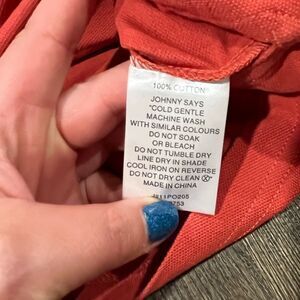 100% COTTON
JOHNNY SAYS
"COLD GENTLE
MACHINE WASH
WITH SIMILAR COLOURS
DO NOT SOAK
OR BLEACH
DO NOT TUMBLE DRY
LINE DRY IN SHADE
COOL IRON ON REVERSE
DO NOT DRY CLEAN Ⓧ"
MADE IN CHINA